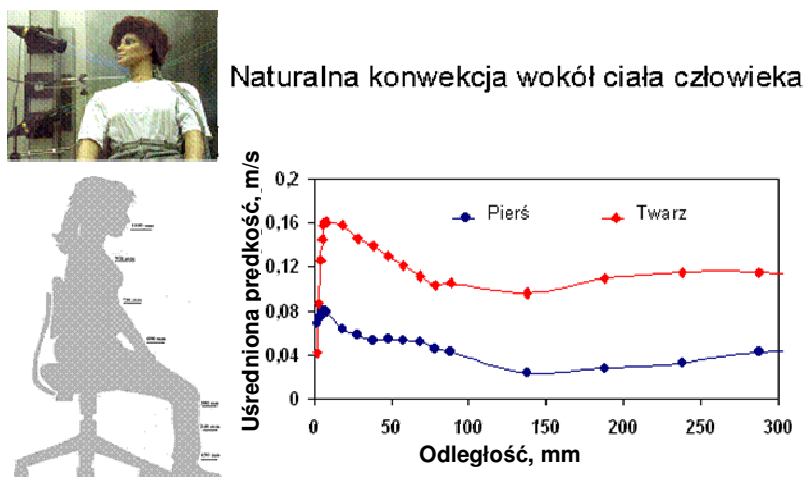 Naturalna konwekcja wokół ciała człowieka
Uśredniona prędkość, m/s
0,2
0,16
0,12
0,08
0,04
0
Pierś
Twarz
0 50 100 150 200 250 300
Odległość, mm